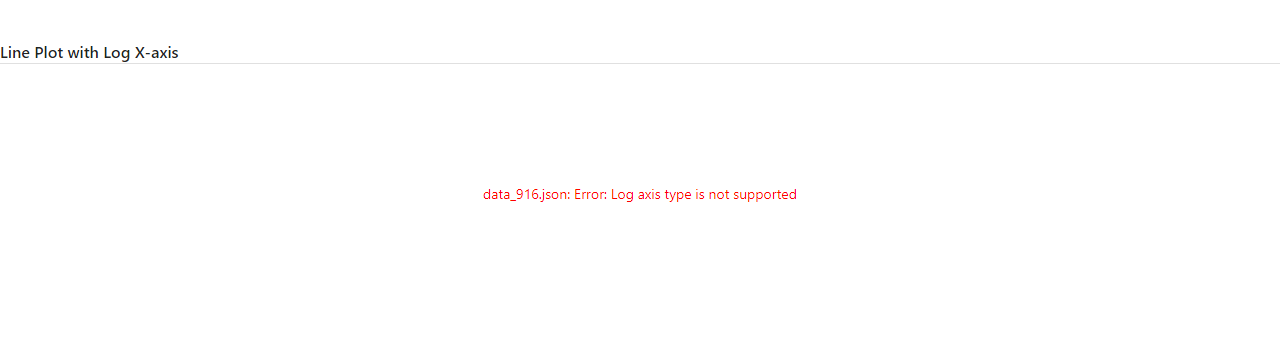 Line Plot with Log X-axis
data_916.json: Error: Log axis type is not supported